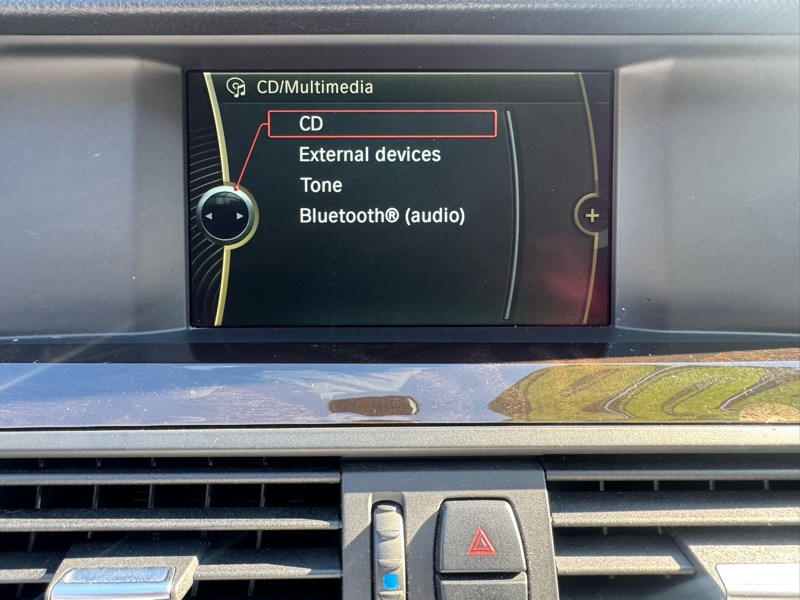 CD/Multimedia
CD
External devices
Tone
Bluetooth® (audio)